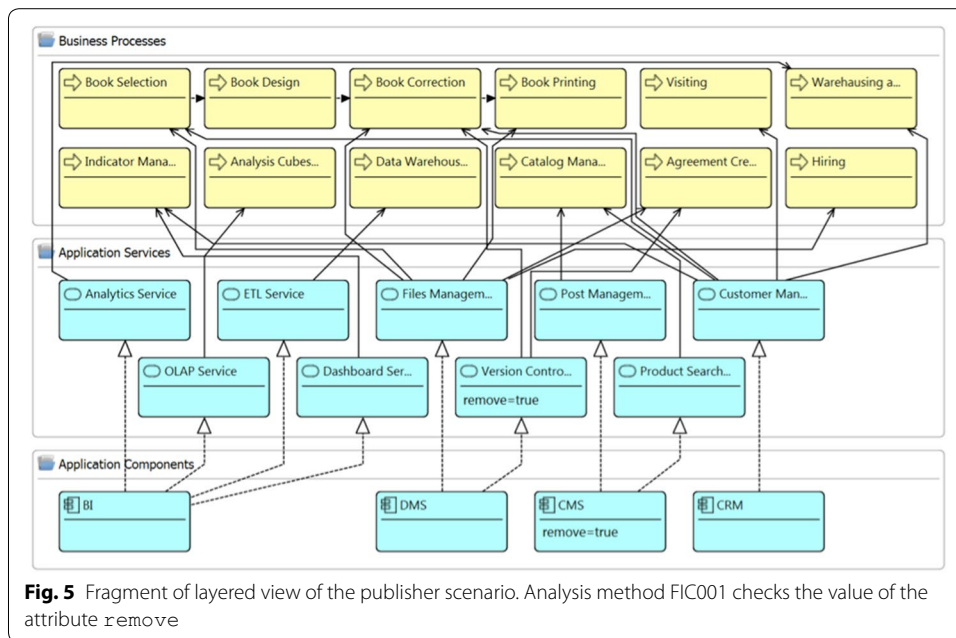 Business Processes
Book Selection
Book Design
Book Correction
Book Printing
Visiting
Warehausing a...
Indicator Mana...
Analysis Cubes...
Data Warehous...
Catalog Mana...
Agreement Cre...
Hiring
Application Services
Analytics Service
ETL Service
Files Managem...
Post Managem...
Customer Man...
OLAP Service
Dashboard Ser...
Version Contro...
Product Search...
remove=true
Application Components
BI
DMS
CMS
CRM
remove=true
Fig. 5 Fragment of layered view of the publisher scenario. Analysis method FIC001 checks the value of the
attribute remove